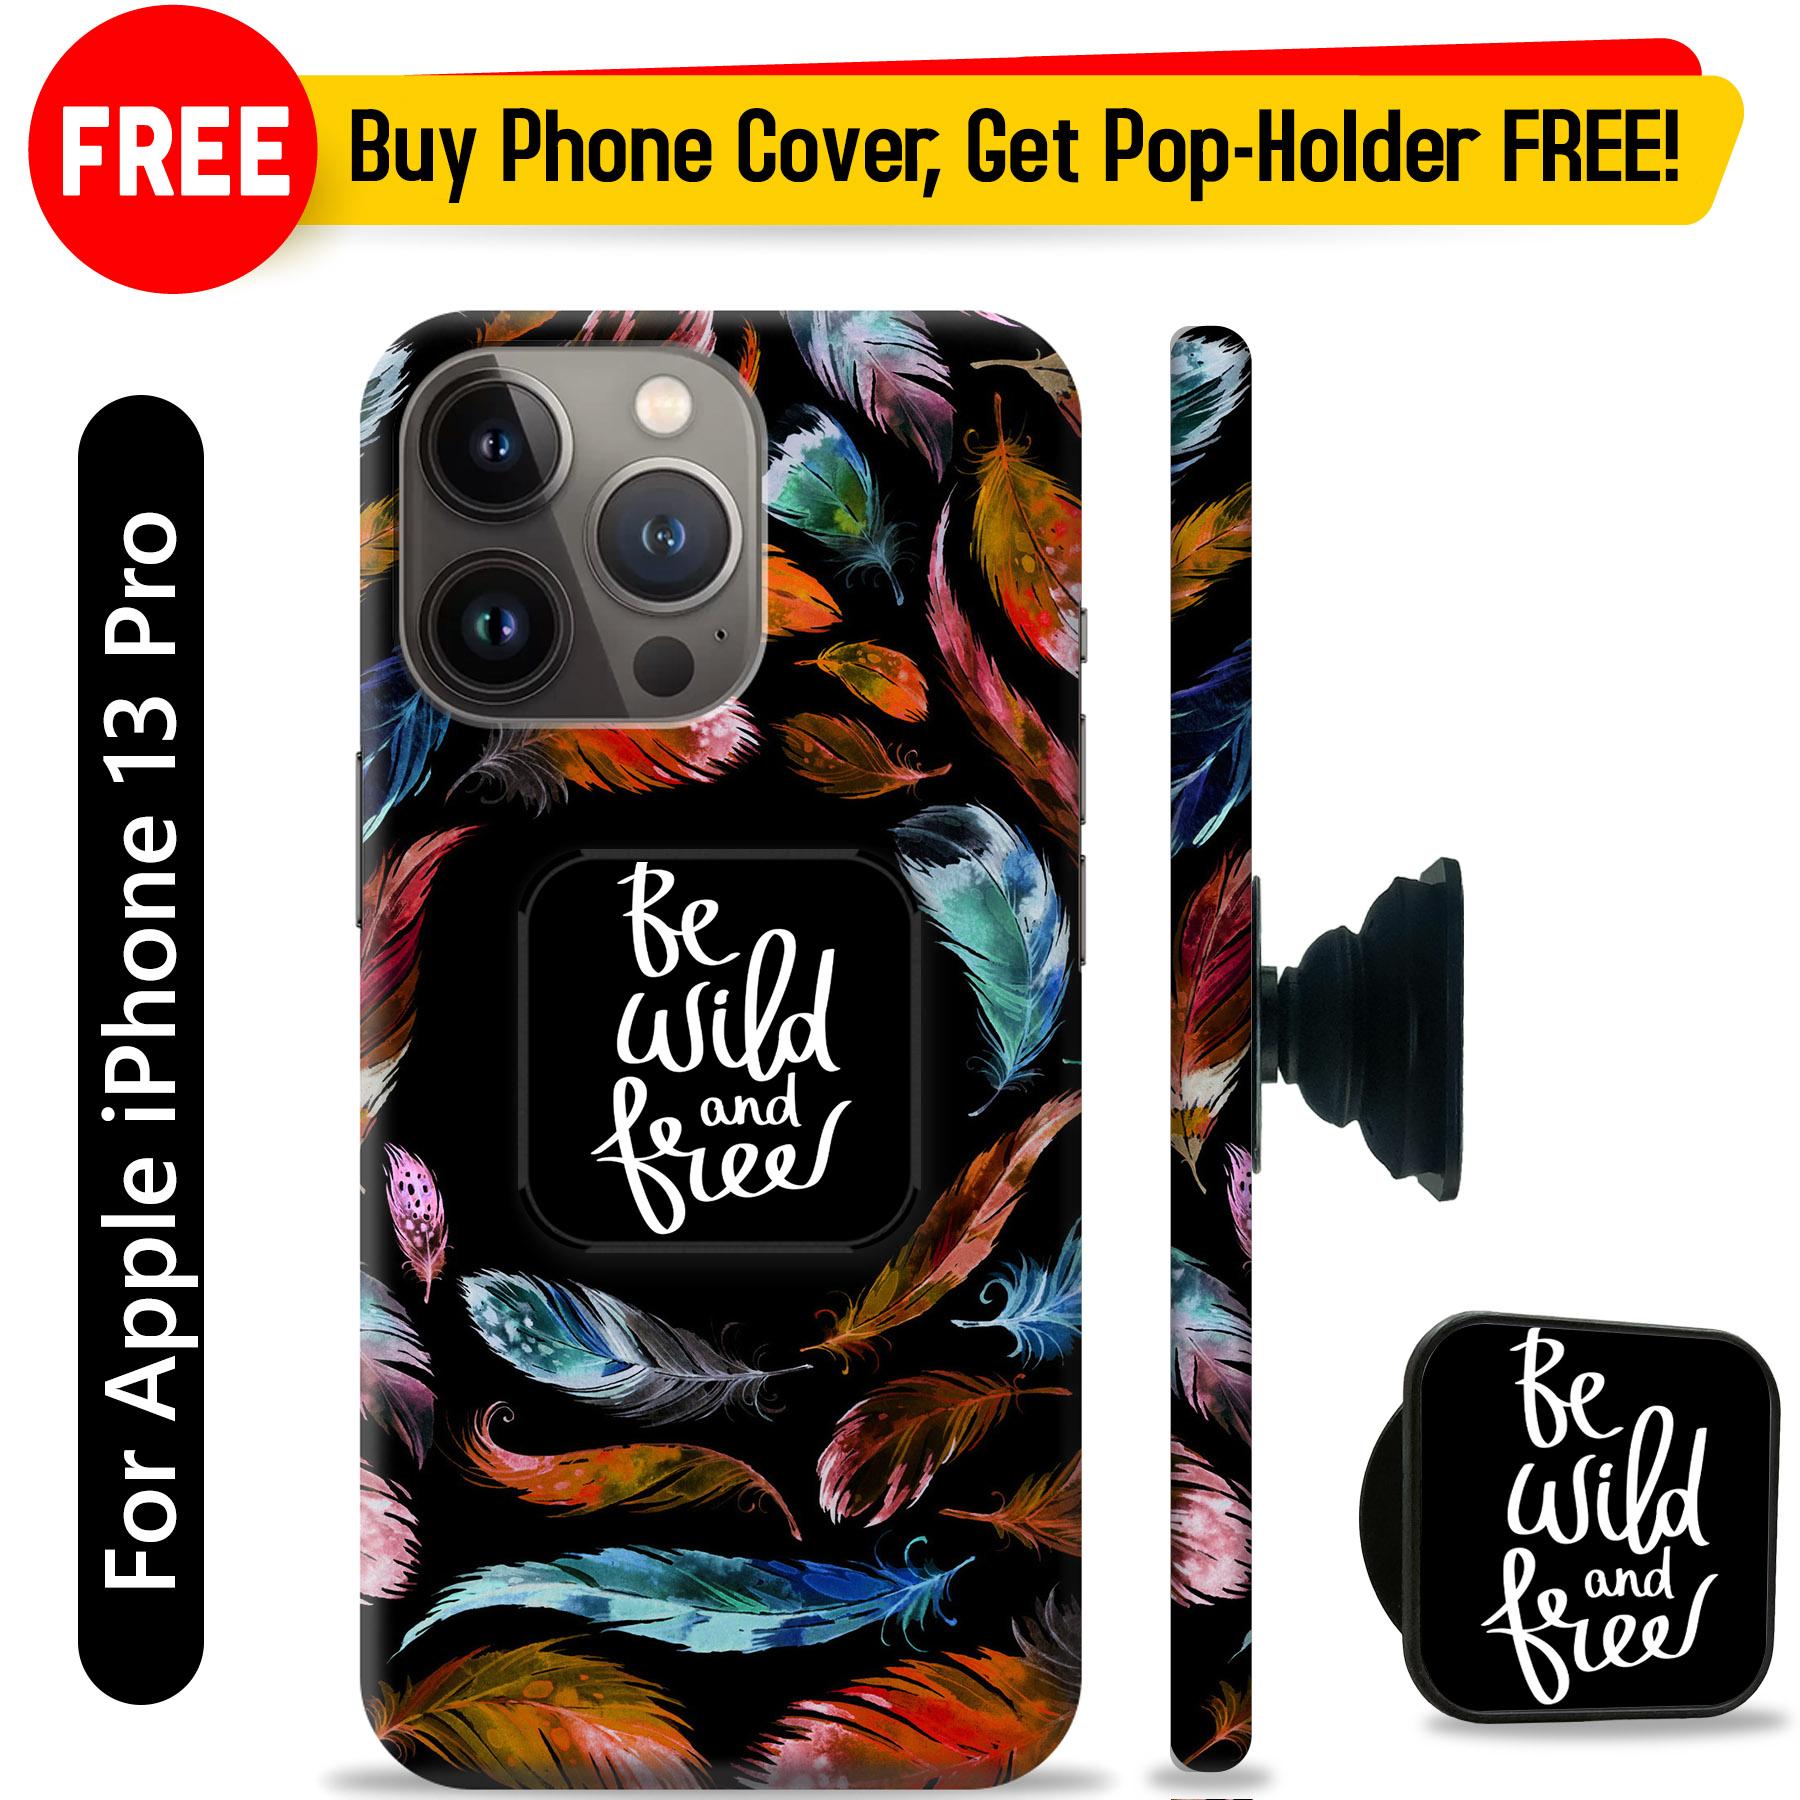 FREE
Buy Phone Cover, Get Pop-Holder FREE!
For Apple iPhone 13 Pro
Be
wild
and
free
Be
wild
and
free